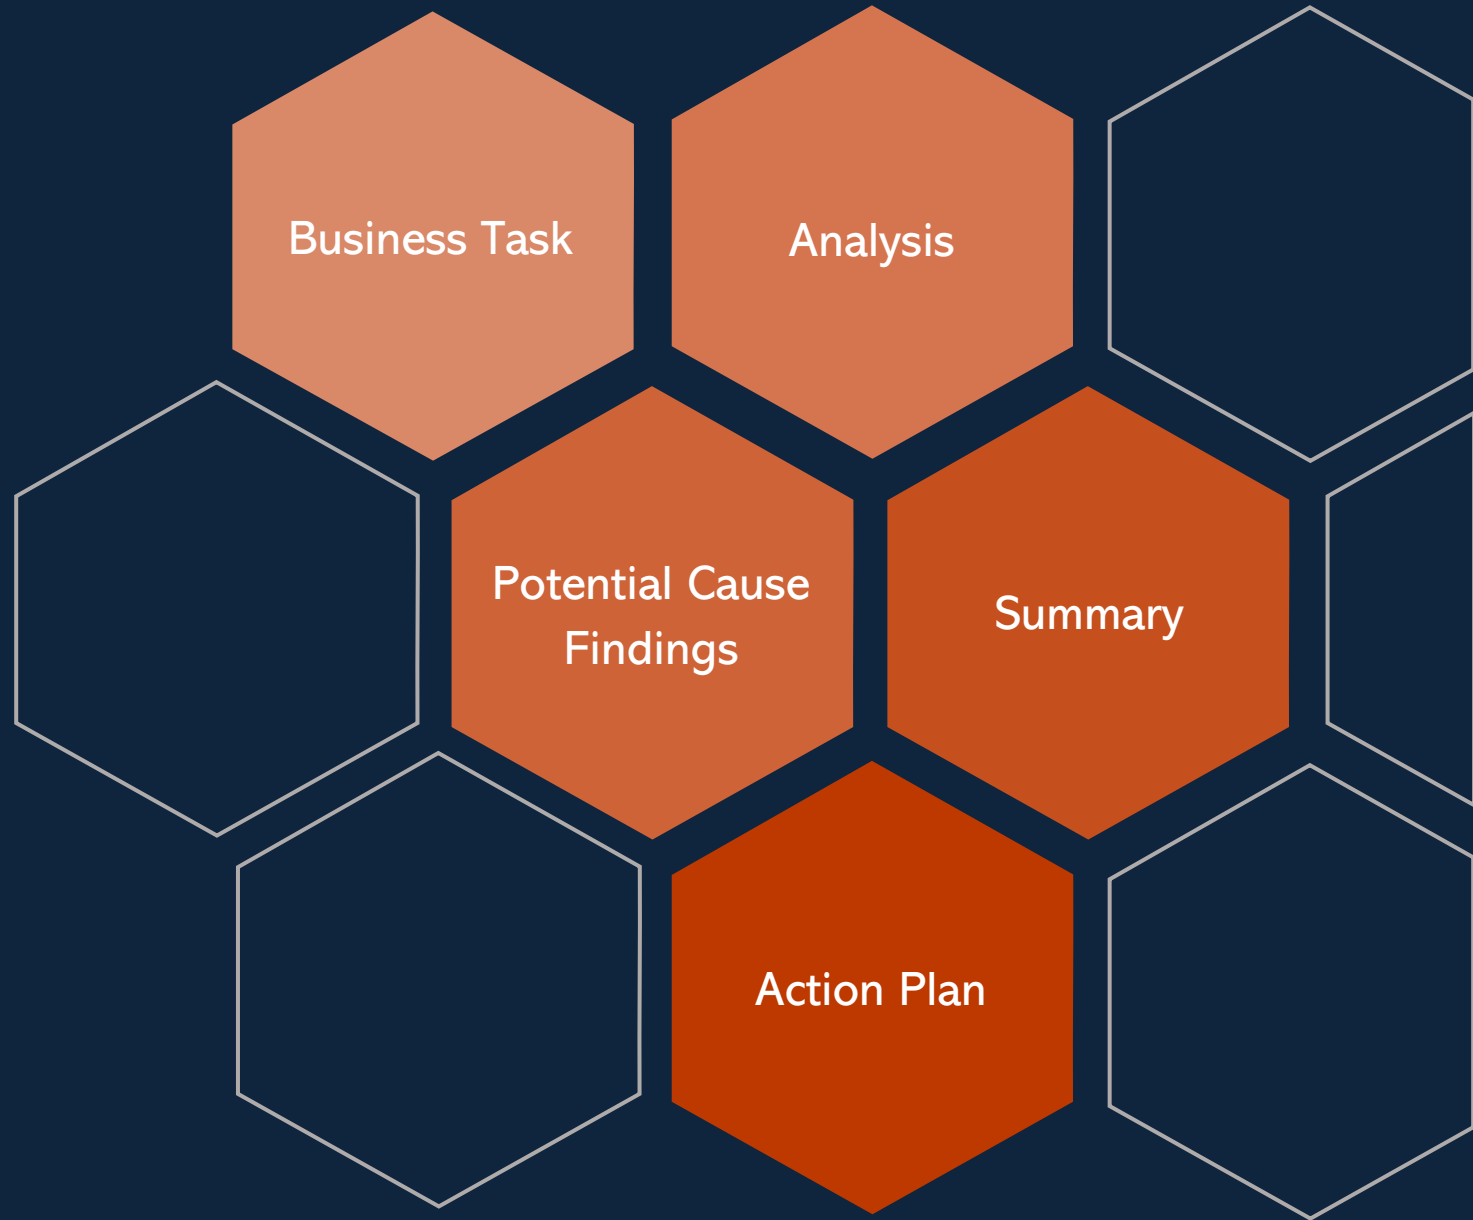 Business Task
Analysis
Potential Cause
Findings
Summary
Action Plan